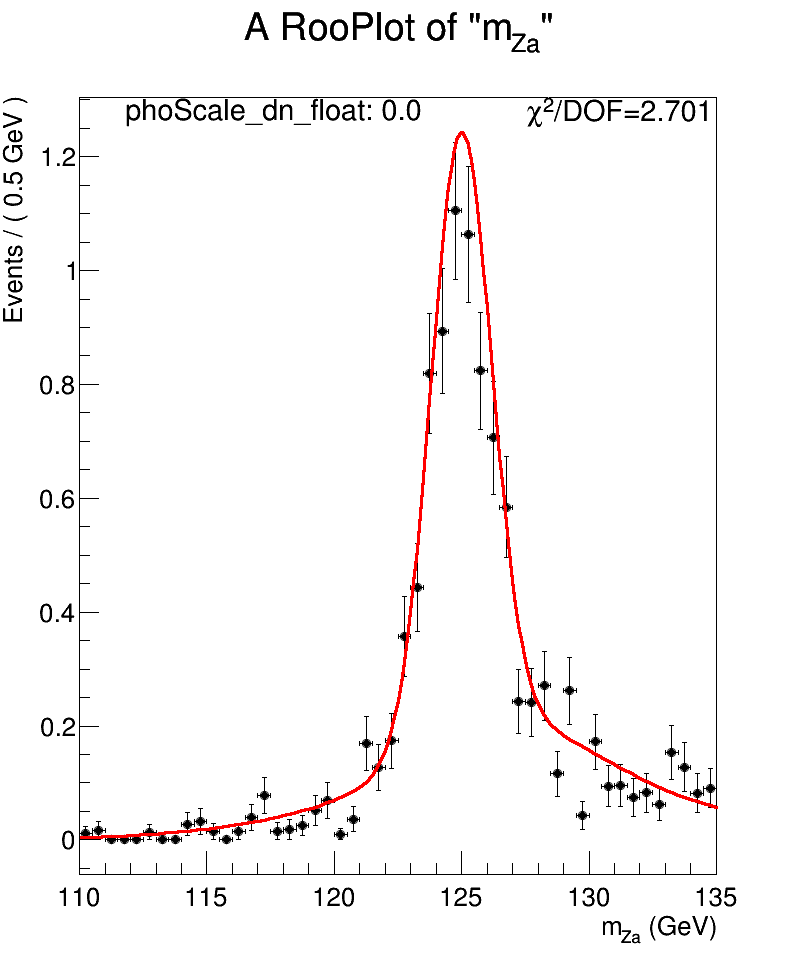 A RooPlot of "m_Za"
phoScale_dn_float: 0.0
χ²/DOF=2.701
Events / ( 0.5 GeV )
1.2
1
0.8
0.6
0.4
0.2
0
110 115 120 125 130 135
m_Za (GeV)